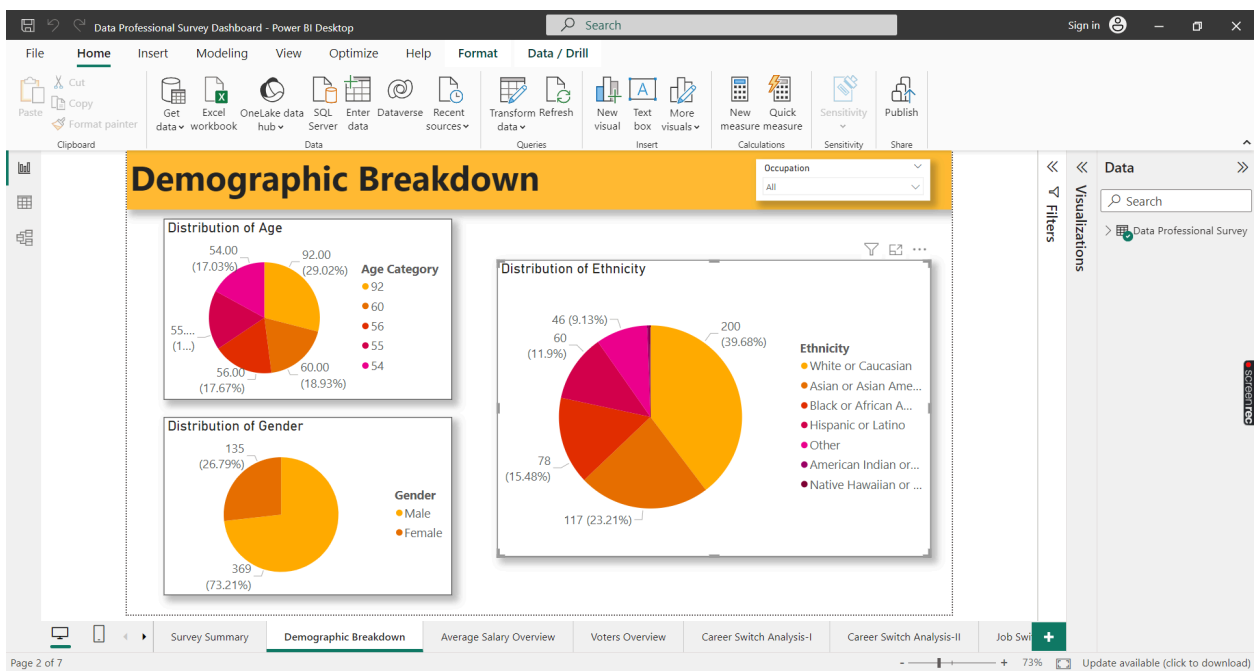 Data Professional Survey Dashboard - Power BI Desktop
Search
Sign in
File Home Insert Modeling View Optimize Help Format Data / Drill
Paste
Cut
Copy
Format painter
Clipboard
Get data
Excel workbook
OneLake data hub
SQL Server
Enter data
Dataverse
Recent sources
Data
Transform data
Refresh
Queries
New visual
Text box
More visuals
Insert
New measure
Quick measure
Calculations
Sensitivity
Sensitivity
Publish
Share
Demographic Breakdown
Occupation
All
Distribution of Age
54.00
(17.03%)
92.00
(29.02%)
55....
(1...)
56.00
(17.67%)
60.00
(18.93%)
Age Category
92
60
56
55
54
Distribution of Gender
135
(26.79%)
369
(73.21%)
Gender
Male
Female
Distribution of Ethnicity
46 (9.13%)
60
(11.9%)
200
(39.68%)
78
(15.48%)
117 (23.21%)
Ethnicity
White or Caucasian
Asian or Asian Ame...
Black or African A...
Hispanic or Latino
Other
American Indian or...
Native Hawaiian or ...
Filters
Visualizations
Data
Search
Data Professional Survey
screenrec
Survey Summary
Demographic Breakdown
Average Salary Overview
Voters Overview
Career Switch Analysis-I
Career Switch Analysis-II
Job Swi
+
Page 2 of 7
- + 73%
Update available (click to download)